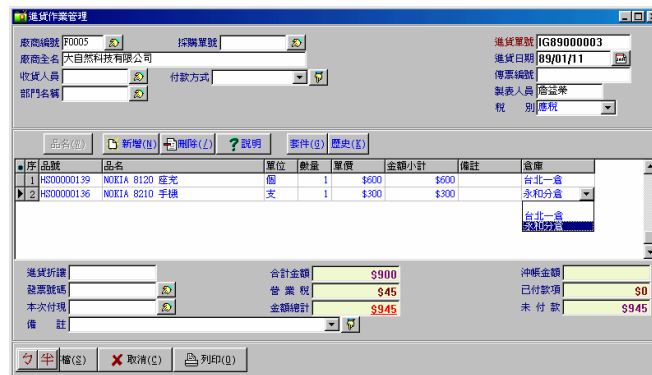 進貨作業管理
廠商編號 F0005 採購單號 進貨單號 IG89000003
廠商全名 大自然科技有限公司 進貨日期 89/01/11
收貨人員 付款方式 傳票編號
部門名稱 製表人員 詹益榮
稅 別 應稅
品名(W) 新增(N) 刪除(/) 說明 套件(G) 歷史(K)
序 品號 品名 單位 數量 單價 金額小計 備註 倉庫
1 HS00000139 NOKIA 8120 座充 個 1 $600 $600 台北一倉
2 HS00000136 NOKIA 8210 手機 支 1 $300 $300 永和分倉
台北一倉
永和分倉
進貨折讓 合計金額 $900 沖帳金額
發票號碼 營 業 稅 $45 已付款項 $0
本次付現 金額總計 $945 未 付 款 $945
備 註
ㄅ 半 檔(S) 取消(C) 列印(Q)